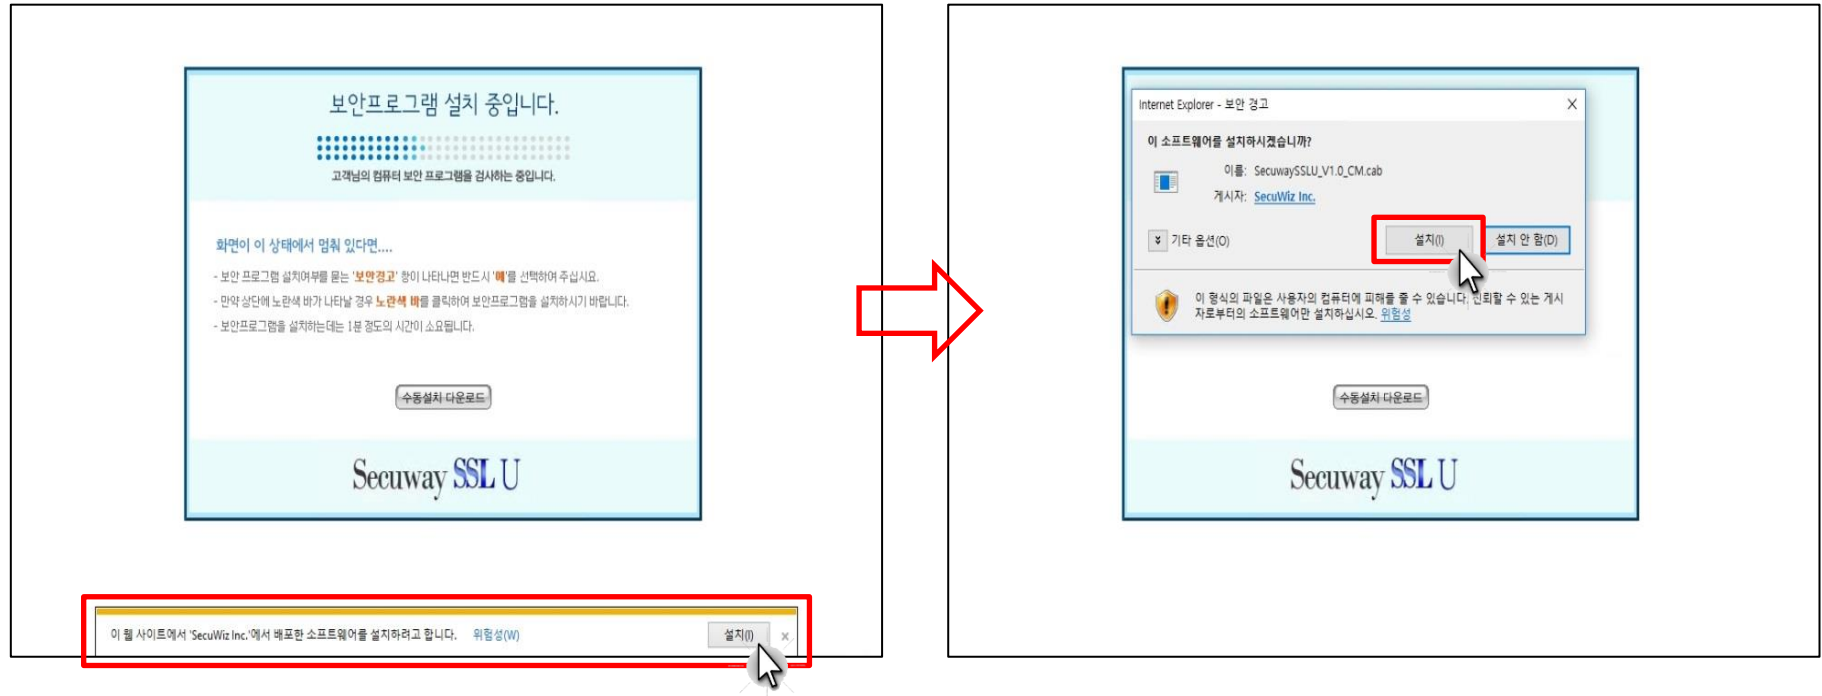 보안프로그램 설치 중입니다.
고객님의 컴퓨터 보안 프로그램을 검사하는 중입니다.
화면이 이 상태에서 멈춰 있다면....
- 보안 프로그램 설치여부를 묻는 '보안경고' 창이 나타나면 반드시 '예'를 선택하여 주십시요.
- 만약 상단에 노란색 바가 나타날 경우 노란색 바를 클릭하여 보안프로그램을 설치하시기 바랍니다.
- 보안프로그램을 설치하는데는 1분 정도의 시간이 소요됩니다.
수동설치 다운로드
Secuway SSL U
이 웹 사이트에서 'SecuWiz Inc.'에서 배포한 소프트웨어를 설치하려고 합니다. 위험성(W)
설치(I)
x
Internet Explorer - 보안 경고
X
이 소프트웨어를 설치하시겠습니까?
이름: SecuwaySSLU_V1.0_CM.cab
게시자: SecuWiz Inc.
기타 옵션(O)
설치(I)
설치 안 함(D)
이 형식의 파일은 사용자의 컴퓨터에 피해를 줄 수 있습니다. 신뢰할 수 있는 게시
자로부터의 소프트웨어만 설치하십시오. 위험성
수동설치 다운로드
Secuway SSL U